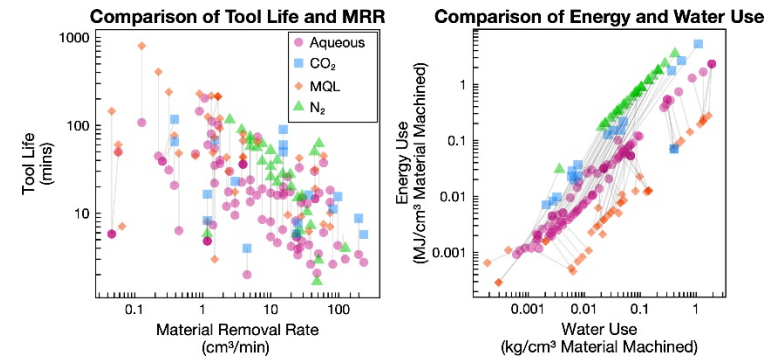 Comparison of Tool Life and MRR
1000
100
10
Tool Life
(mins)
0.1
1
10
100
Material Removal Rate
(cm³/min)
Aqueous
CO₂
MQL
N₂
Comparison of Energy and Water Use
1
0.1
0.01
0.001
Energy Use
(MJ/cm³ Material Machined)
0.001
0.01
0.1
1
Water Use
(kg/cm³ Material Machined)